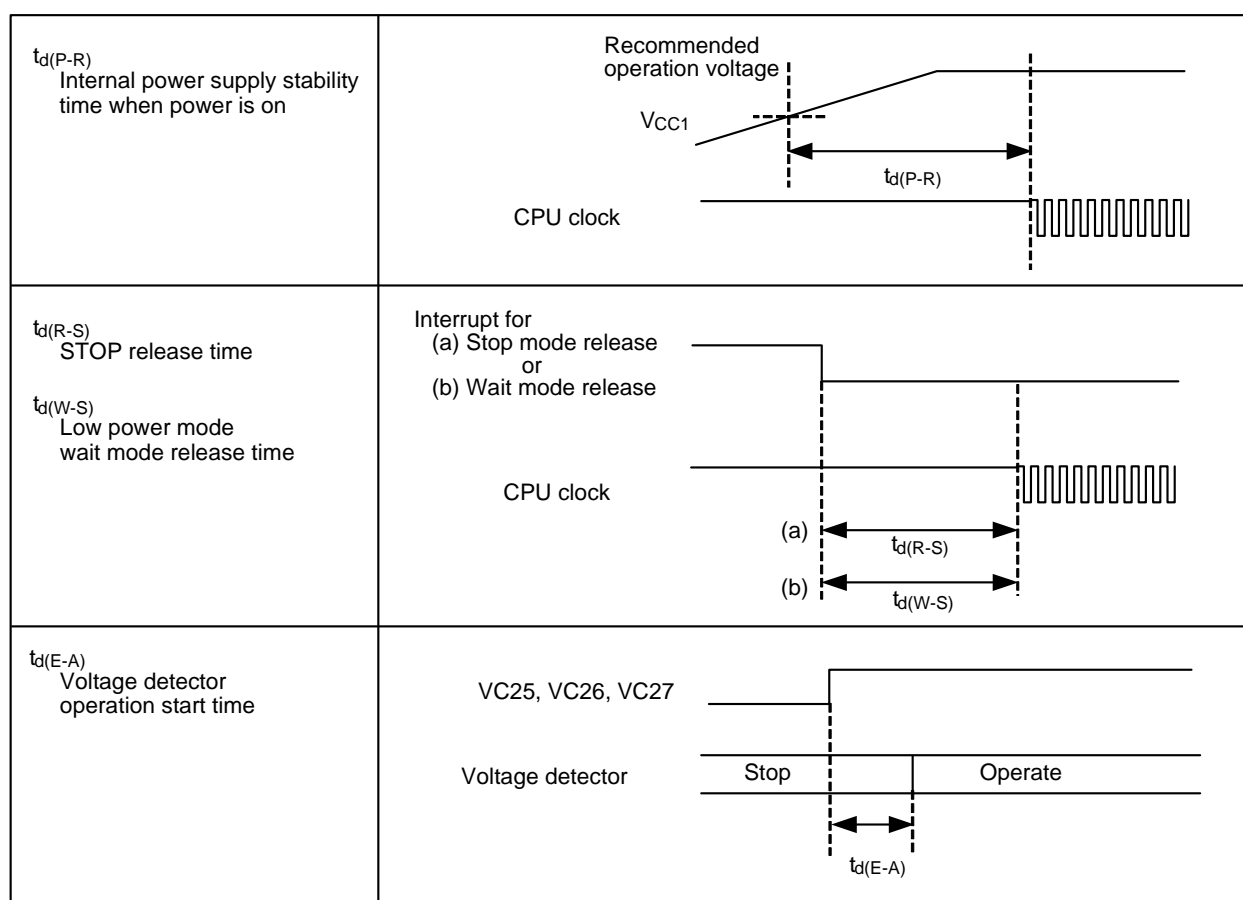 td(P-R)
Internal power supply stability
time when power is on
Recommended
operation voltage
VCC1
td(P-R)
CPU clock
td(R-S)
STOP release time
td(W-S)
Low power mode
wait mode release time
Interrupt for
(a) Stop mode release
or
(b) Wait mode release
CPU clock
(a)
td(R-S)
(b)
td(W-S)
td(E-A)
Voltage detector
operation start time
VC25, VC26, VC27
Voltage detector
Stop
Operate
td(E-A)